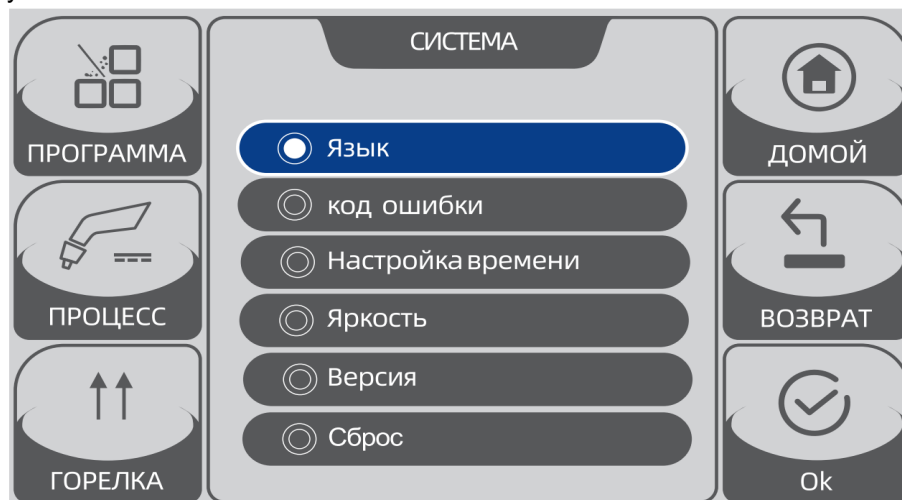 СИСТЕМА
ПРОГРАММА
ПРОЦЕСС
ГОРЕЛКА
Язык
код ошибки
Настройка времени
Яркость
Версия
Сброс
ДОМОЙ
ВОЗВРАТ
Ok